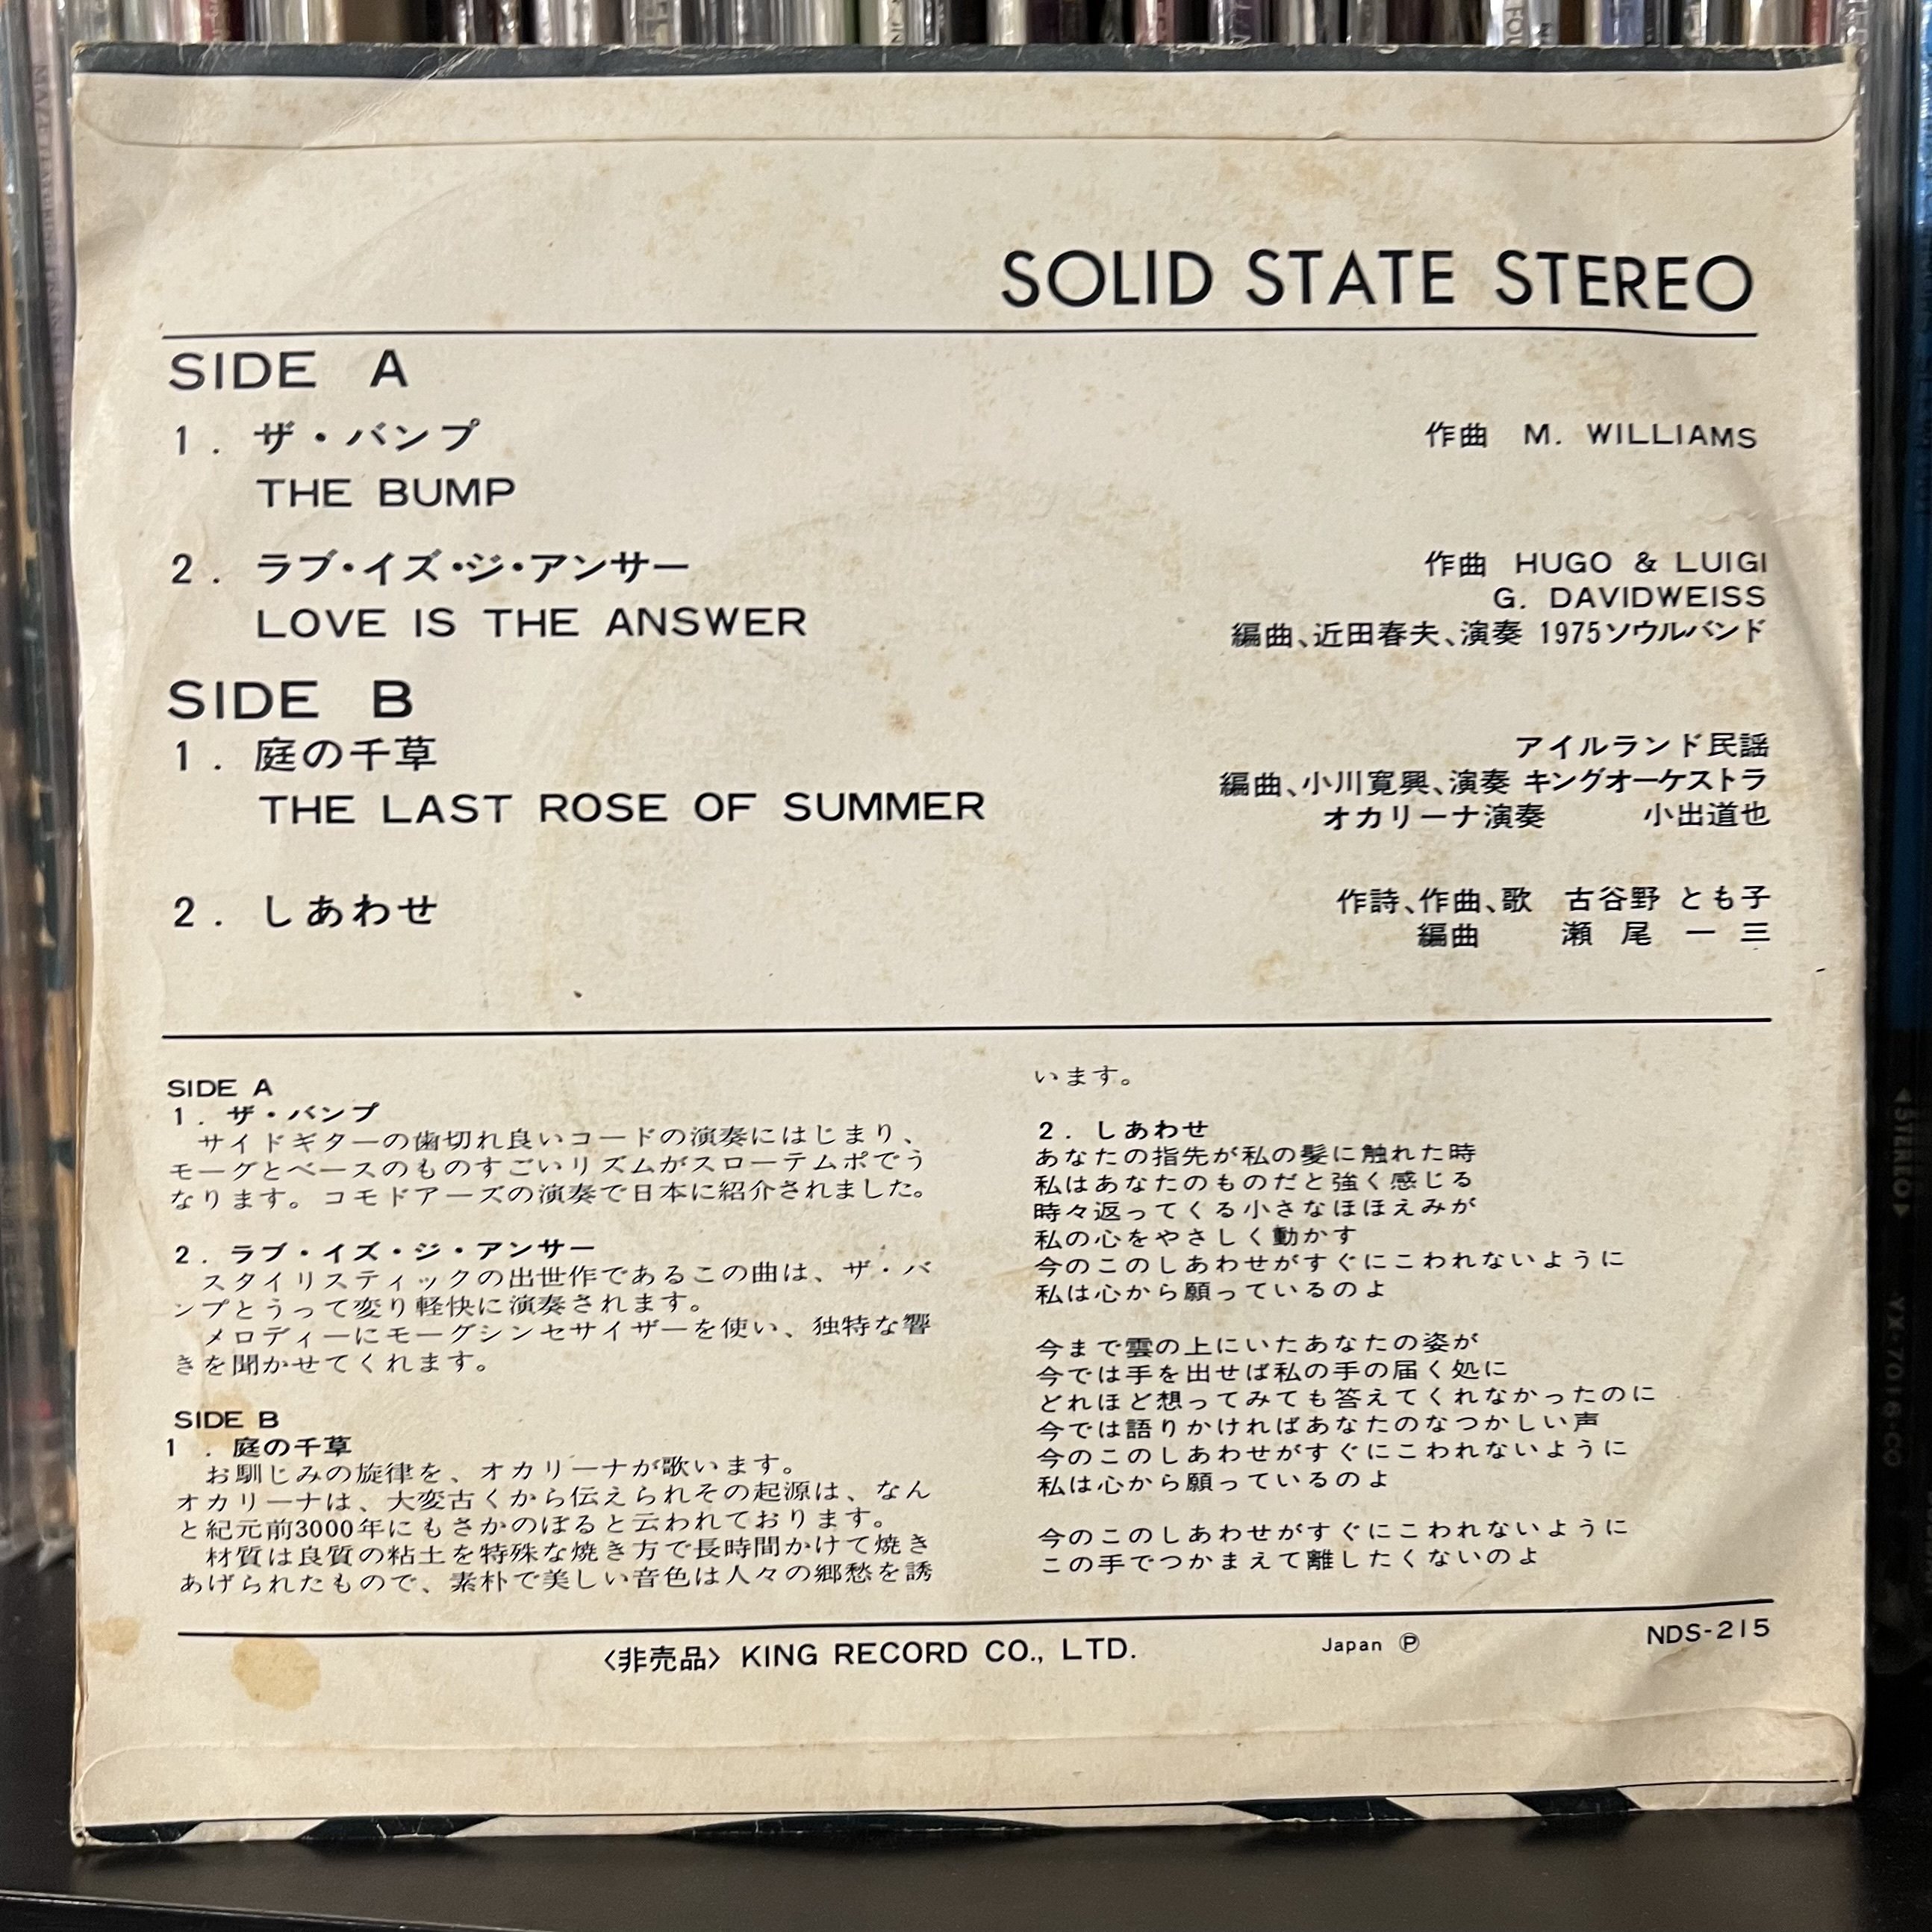 SOLID STATE STEREO
SIDE A
1. ザ・バンプ 作曲 M. WILLIAMS
THE BUMP
2. ラブ・イズ・ジ・アンサー 作曲 HUGO & LUIGI
G. DAVIDWEISS
LOVE IS THE ANSWER 編曲、近田春夫、演奏 1975ソウルバンド
SIDE B
1. 庭の千草 アイルランド民謡
THE LAST ROSE OF SUMMER 編曲、小川寛興、演奏 キングオーケストラ
オカリーナ演奏 小出道也
2. しあわせ 作詩、作曲、歌 古谷野 とも子
編曲 瀬尾一三
SIDE A
1. ザ・バンプ
サイドギターの歯切れ良いコードの演奏にはじまり、
モーグとベースのものすごいリズムがスローテムポでう
なります。コモドアーズの演奏で日本に紹介されました。
2. ラブ・イズ・ジ・アンサー
スタイリスティックの出世作であるこの曲は、ザ・バ
ンプとうって変り軽快に演奏されます。
メロディーにモーグシンセサイザーを使い、独特な響
きを聞かせてくれます。
SIDE B
1. 庭の千草
お馴じみの旋律を、オカリーナが歌います。
オカリーナは、大変古くから伝えられその起源は、なん
と紀元前3000年にもさかのぼると云われております。
材質は良質の粘土を特殊な焼き方で長時間かけて焼き
あげられたもので、素朴で美しい音色は人々の郷愁を誘
います。
2. しあわせ
あなたの指先が私の髪に触れた時
私はあなたのものだと強く感じる
時々返ってくる小さなほほえみが
私の心をやさしく動かす
今のこのしあわせがすぐにこわれないように
私は心から願っているのよ
今まで雲の上にいたあなたの姿が
今では手を出せば私の手の届く処に
どれほど想ってみても答えてくれなかったのに
今では語りかければあなたのなつかしい声
今のこのしあわせがすぐにこわれないように
私は心から願っているのよ
今のこのしあわせがすぐにこわれないように
この手でつかまえて離したくないのよ
〈非売品〉 KING RECORD CO., LTD. Japan Ⓟ NDS-215